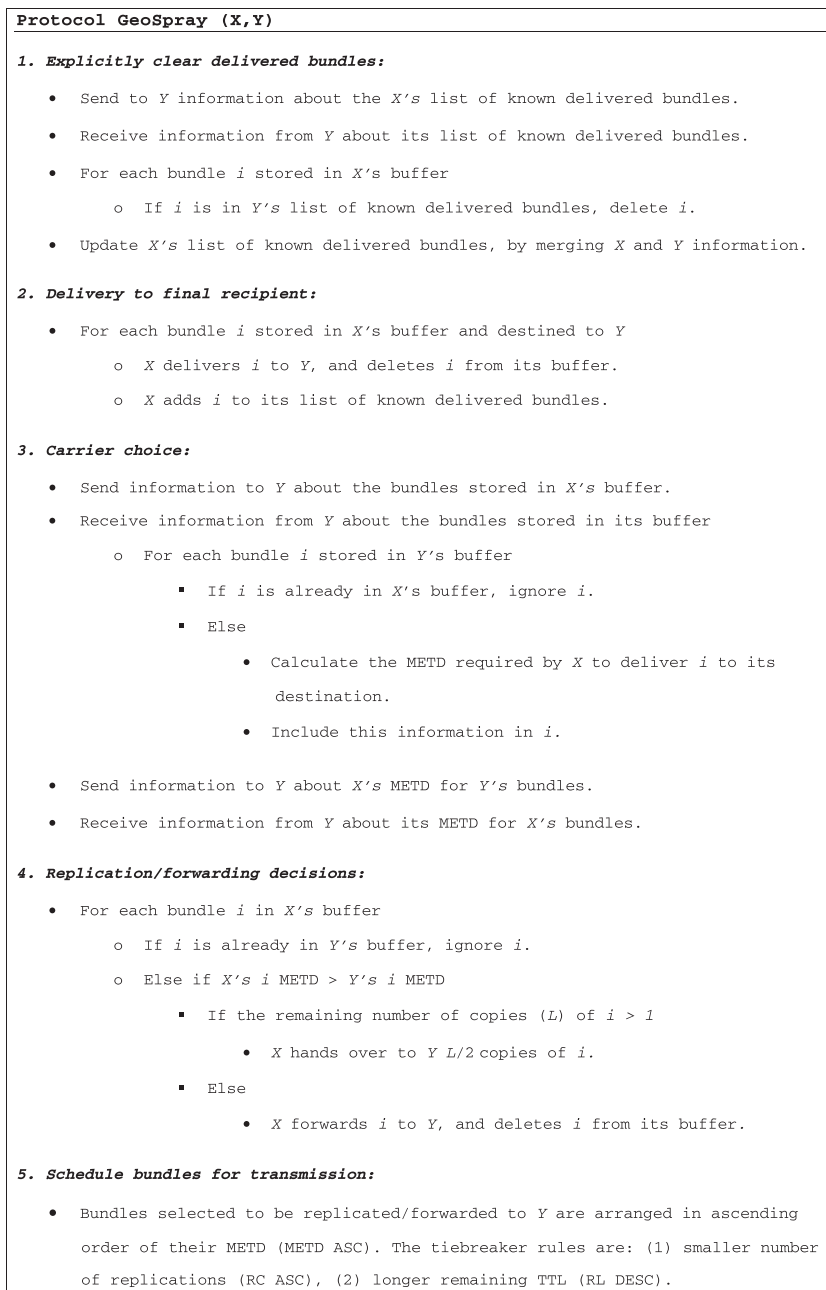 Protocol GeoSpray (X,Y)
1. Explicitly clear delivered bundles:
• Send to Y information about the X's list of known delivered bundles.
• Receive information from Y about its list of known delivered bundles.
• For each bundle i stored in X's buffer
o If i is in Y's list of known delivered bundles, delete i.
• Update X's list of known delivered bundles, by merging X and Y information.
2. Delivery to final recipient:
• For each bundle i stored in X's buffer and destined to Y
o X delivers i to Y, and deletes i from its buffer.
o X adds i to its list of known delivered bundles.
3. Carrier choice:
• Send information to Y about the bundles stored in X's buffer.
• Receive information from Y about the bundles stored in its buffer
o For each bundle i stored in Y's buffer
▪ If i is already in X's buffer, ignore i.
▪ Else
• Calculate the METD required by X to deliver i to its
destination.
• Include this information in i.
• Send information to Y about X's METD for Y's bundles.
• Receive information from Y about its METD for X's bundles.
4. Replication/forwarding decisions:
• For each bundle i in X's buffer
o If i is already in Y's buffer, ignore i.
o Else if X's i METD > Y's i METD
▪ If the remaining number of copies (L) of i > 1
• X hands over to Y L/2 copies of i.
▪ Else
• X forwards i to Y, and deletes i from its buffer.
5. Schedule bundles for transmission:
• Bundles selected to be replicated/forwarded to Y are arranged in ascending
order of their METD (METD ASC). The tiebreaker rules are: (1) smaller number
of replications (RC ASC), (2) longer remaining TTL (RL DESC).